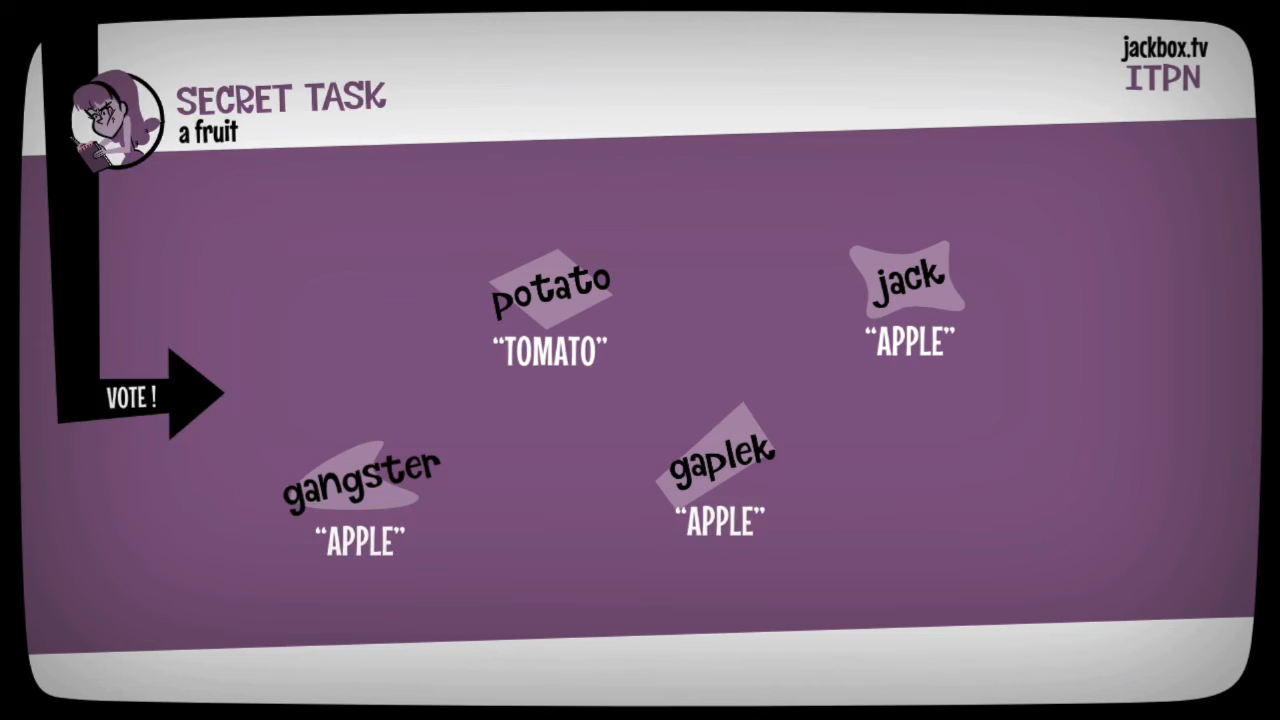 jackbox.tv
ITPN
SECRET TASK
a fruit
potato
"TOMATO"
jack
"APPLE"
VOTE !
gangster
"APPLE"
gaplek
"APPLE"